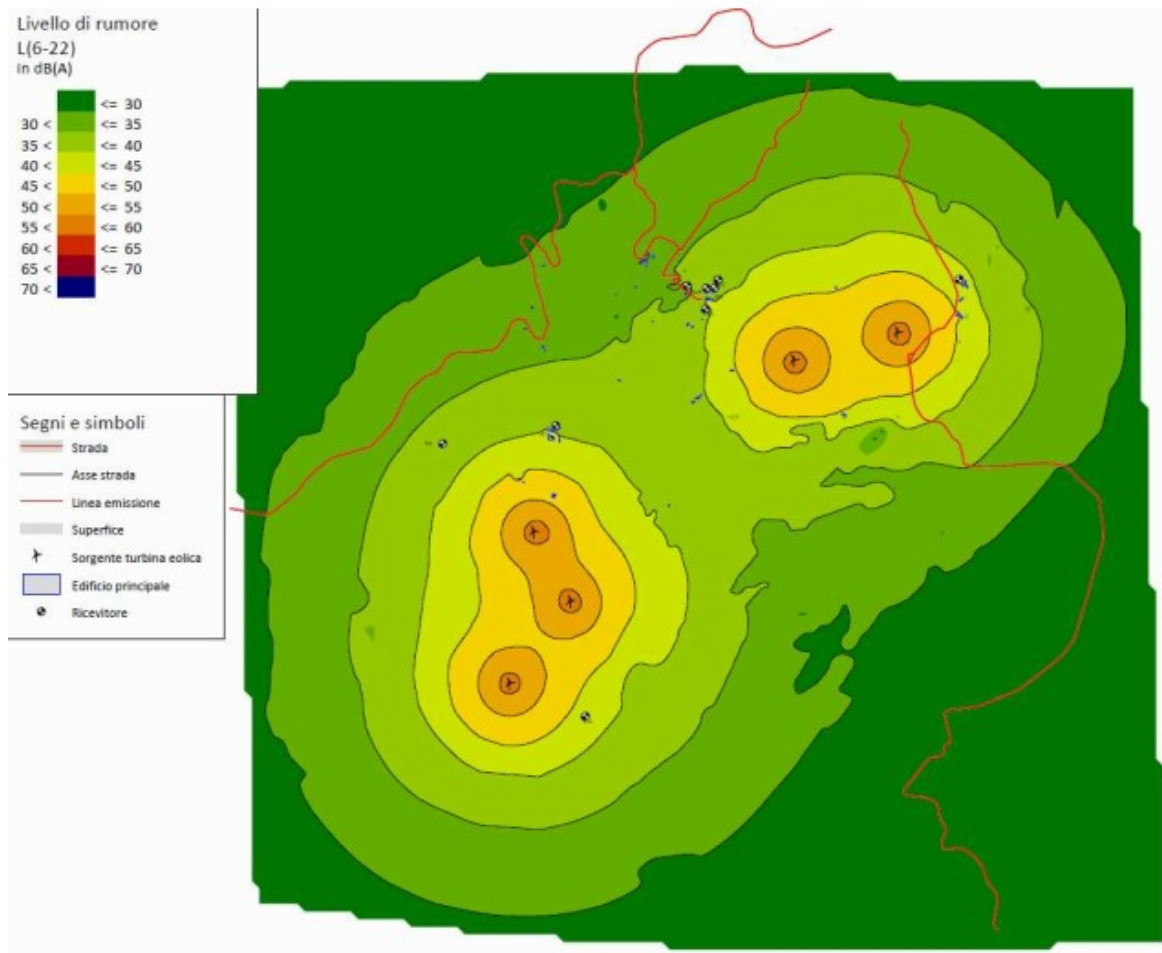 Livello di rumore
L(6-22)
in dB(A)
<= 30
30 < <= 35
35 < <= 40
40 < <= 45
45 < <= 50
50 < <= 55
55 < <= 60
60 < <= 65
65 < <= 70
70 <
Segni e simboli
Strada
Asse strada
Linea emissione
Superfice
Sorgente turbina eolica
Edificio principale
Ricevitore